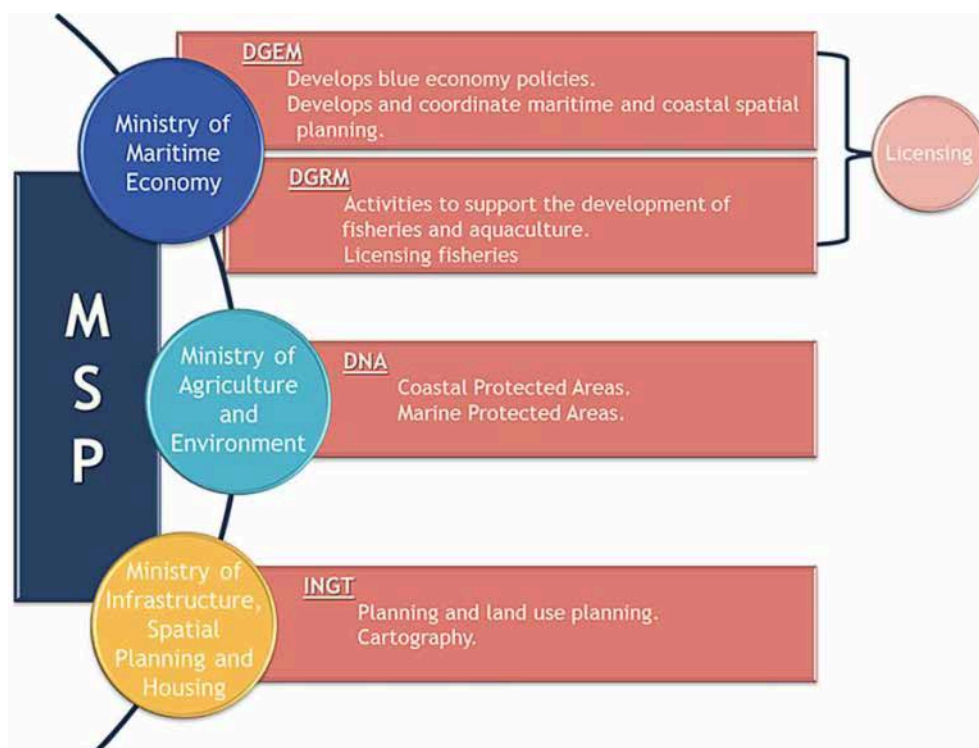 MSP
Ministry of
Maritime
Economy
DGEM
Develops blue economy policies.
Develops and coordinate maritime and coastal spatial
planning.
DGRM
Activities to support the development of
fisheries and aquaculture.
Licensing fisheries
Licensing
Ministry of
Agriculture
and
Environment
DNA
Coastal Protected Areas.
Marine Protected Areas.
Ministry of
Infrastructure,
Spatial
Planning and
Housing
INGT
Planning and land use planning.
Cartography.